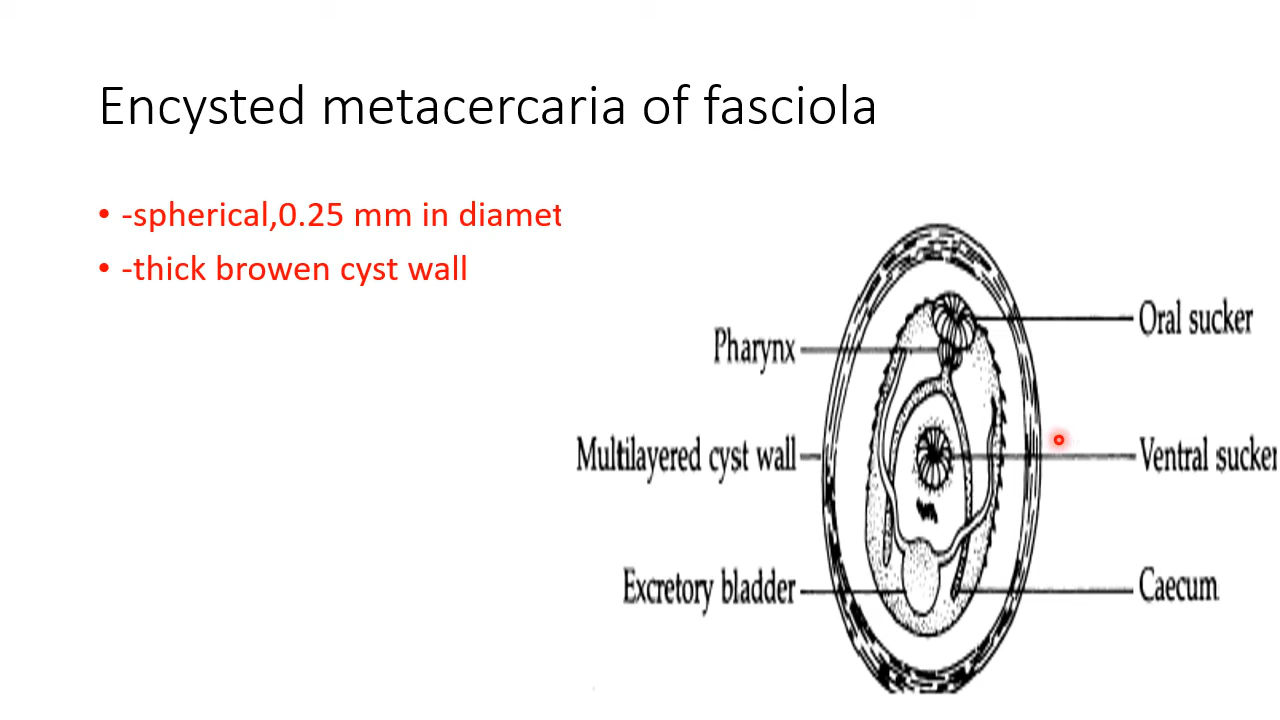 Encysted metacercaria of fasciola
• -spherical,0.25 mm in diamet
• -thick browen cyst wall
Oral sucker
Pharynx
Multilayered cyst wall
Ventral sucker
Excretory bladder
Caecum